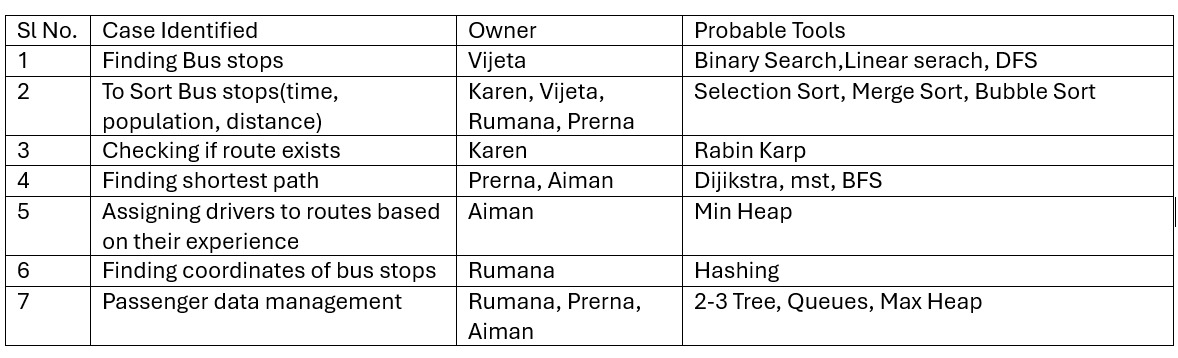 Sl No. Case Identified Owner Probable Tools
1 Finding Bus stops Vijeta Binary Search,Linear serach, DFS
2 To Sort Bus stops(time, Karen, Vijeta, Selection Sort, Merge Sort, Bubble Sort
population, distance) Rumana, Prerna
3 Checking if route exists Karen Rabin Karp
4 Finding shortest path Prerna, Aiman Dijikstra, mst, BFS
5 Assigning drivers to routes based Aiman Min Heap
on their experience
6 Finding coordinates of bus stops Rumana Hashing
7 Passenger data management Rumana, Prerna, 2-3 Tree, Queues, Max Heap
Aiman